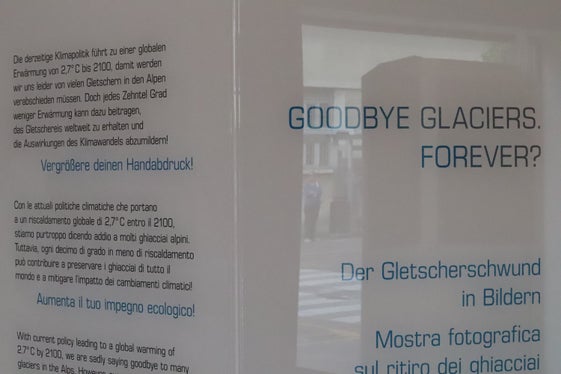 Die derzeitige Klimapolitik führt zu einer globalen
Erwärmung von 2,7°C bis 2100, damit werden
wir uns leider von vielen Gletschern in den Alpen
verabschieden müssen. Doch jedes Zehntel Grad
weniger Erwärmung kann dazu beitragen,
das Gletschereis weltweit zu erhalten und
die Auswirkungen des Klimawandels abzumildern!
Vergrößere deinen Handabdruck!
Con le attuali politiche climatiche che portano
a un riscaldamento globale di 2,7°C entro il 2100,
stiamo purtroppo dicendo addio a molti ghiacciai alpini.
Tuttavia, ogni decimo di grado in meno di riscaldamento
può contribuire a preservare i ghiacciai di tutto il
mondo e a mitigare l'impatto dei cambiamenti climatici!
Aumenta il tuo impegno ecologico!
With current policy leading to a global warming of
2.7°C by 2100, we are sadly saying goodbye to many
glaciers in the Alps. However,
GOODBYE GLACIERS.
FOREVER?
Der Gletscherschwund
in Bildern
Mostra fotografica
sul ritiro dei ghiacciai